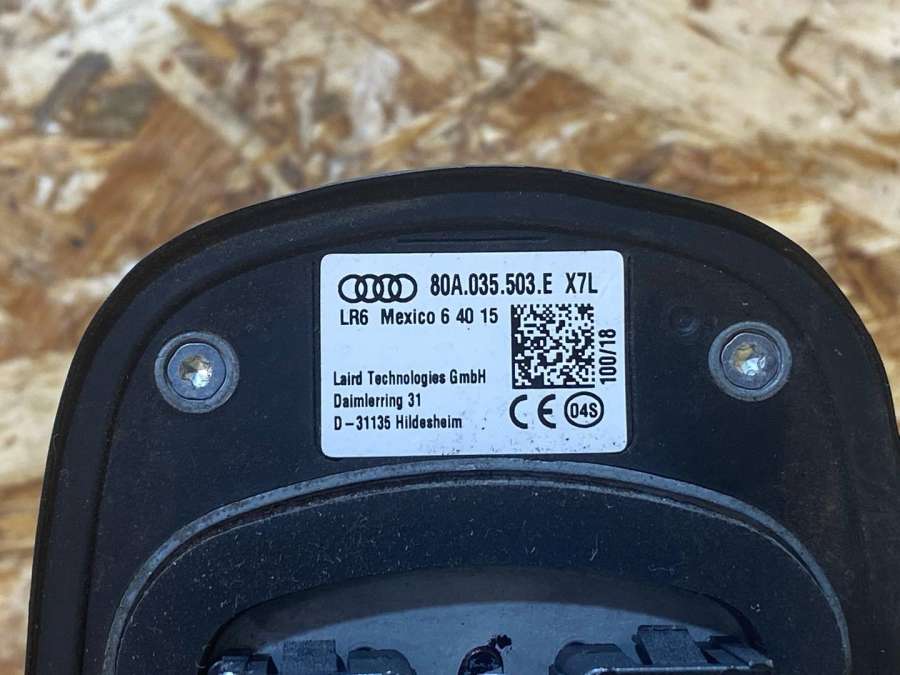 80A.035.503.E X7L
LR6 Mexico 6 40 15
100/18
Laird Technologies GmbH
Daimlerring 31
D-31135 Hildesheim
CE 04S